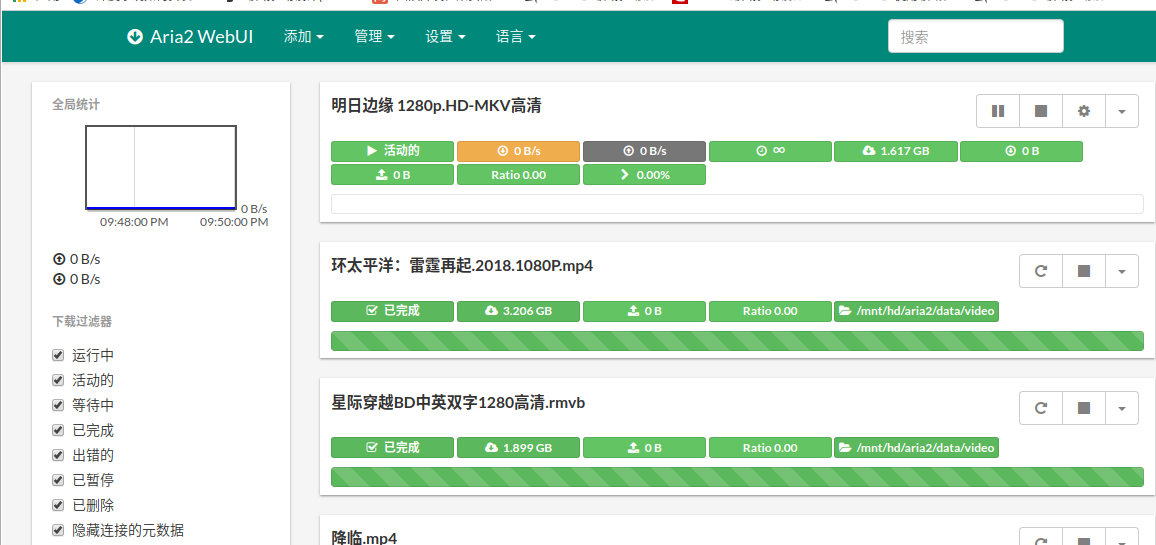 Aria2 WebUI 添加 管理 设置 语言 搜索
全局统计
0 B/s
09:48:00 PM 09:50:00 PM
0 B/s
0 B/s
下载过滤器
运行中
活动的
等待中
已完成
出错的
已暂停
已删除
隐藏连接的元数据
明日边缘 1280p.HD-MKV高清
活动的 0 B/s 0 B/s ∞ 1.617 GB 0 B
0 B Ratio 0.00 0.00%
环太平洋：雷霆再起.2018.1080P.mp4
已完成 3.206 GB 0 B Ratio 0.00 /mnt/hd/aria2/data/video
星际穿越BD中英双字1280高清.rmvb
已完成 1.899 GB 0 B Ratio 0.00 /mnt/hd/aria2/data/video
降临.mp4